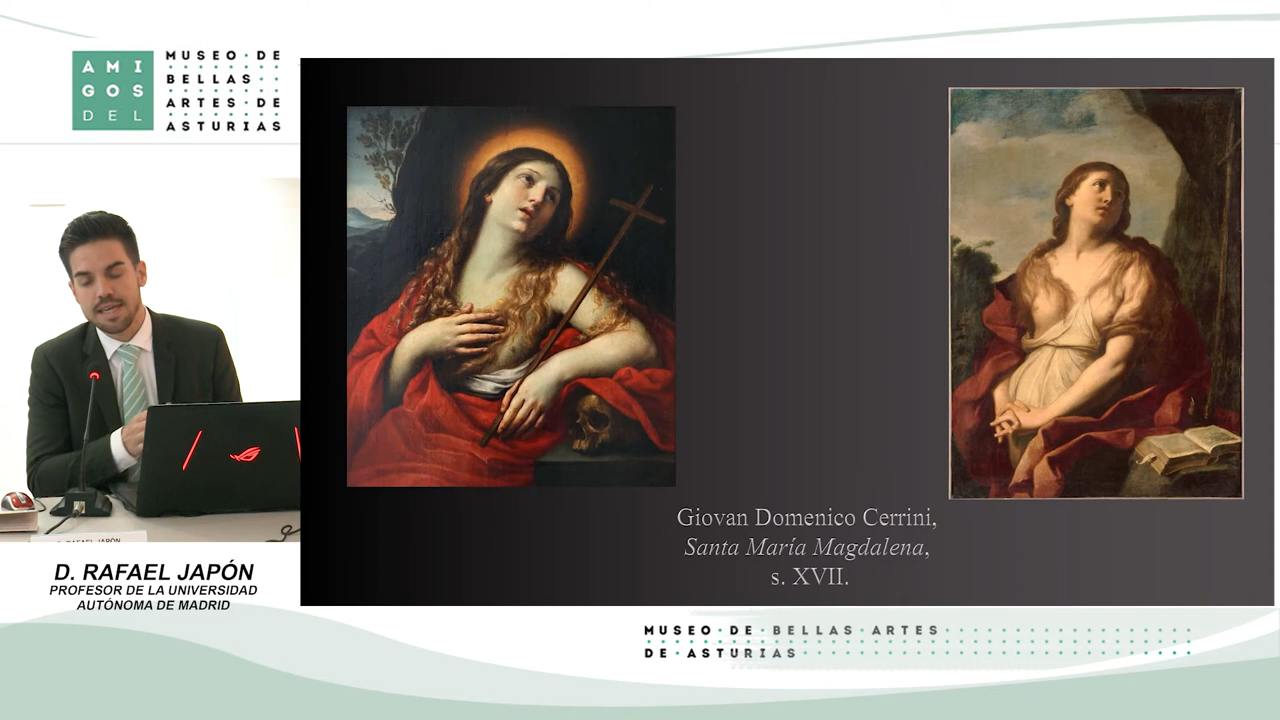 AMI
GOS
DEL
MUSEO·DE
BELLAS
ARTES·DE
ASTURIAS
D. RAFAEL JAPÓN
PROFESOR DE LA UNIVERSIDAD
AUTÓNOMA DE MADRID
Giovan Domenico Cerrini,
Santa María Magdalena,
s. XVII.
MUSEO·DE·BELLAS·ARTES
DE·ASTURIAS